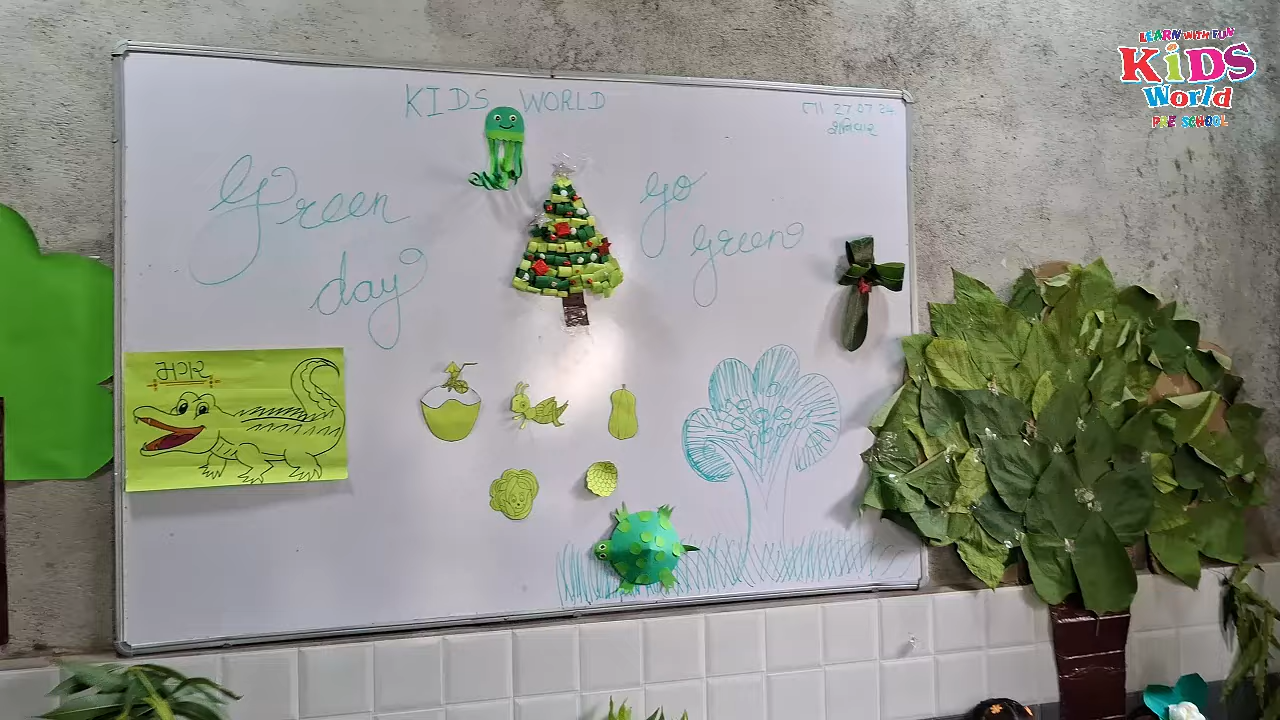 KIDS WORLD
તા 27.07.24
શનિવાર
Green
day
go
green
મગર
LEARN WITH FUN
KiDS
World
PRE SCHOOL